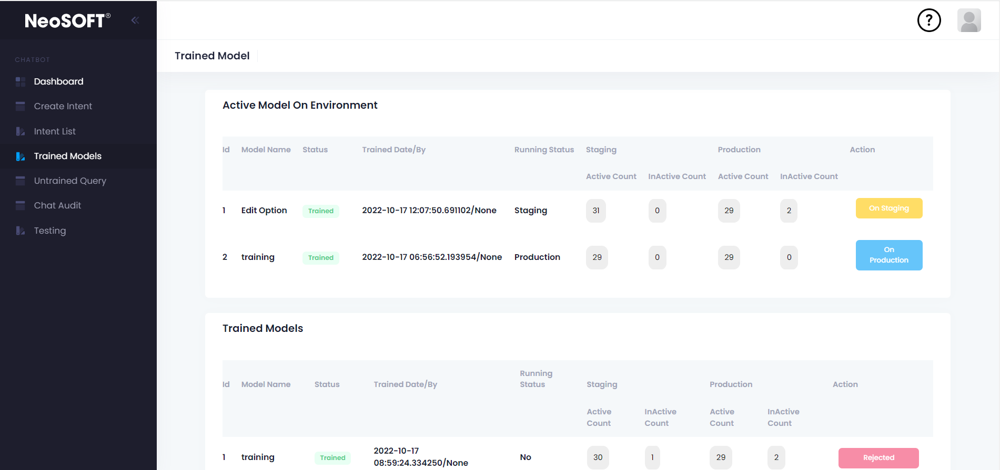 NeoSOFT®
?
CHATBOT
Dashboard
Create Intent
Intent List
Trained Models
Untrained Query
Chat Audit
Testing
Trained Model
Active Model On Environment
Id Model Name Status Trained Date/By Running Status Staging Production Action
Active Count InActive Count Active Count InActive Count
1 Edit Option Trained 2022-10-17 12:07:50.691102/None Staging 31 0 29 2 On Staging
2 training Trained 2022-10-17 06:56:52.193954/None Production 29 0 29 0 On
Production
Trained Models
Running
Id Model Name Status Trained Date/By Status Staging Production Action
Active InActive Active InActive
Count Count Count Count
2022-10-17
1 training Trained No 30 1 29 2 Rejected
08:59:24.334250/None